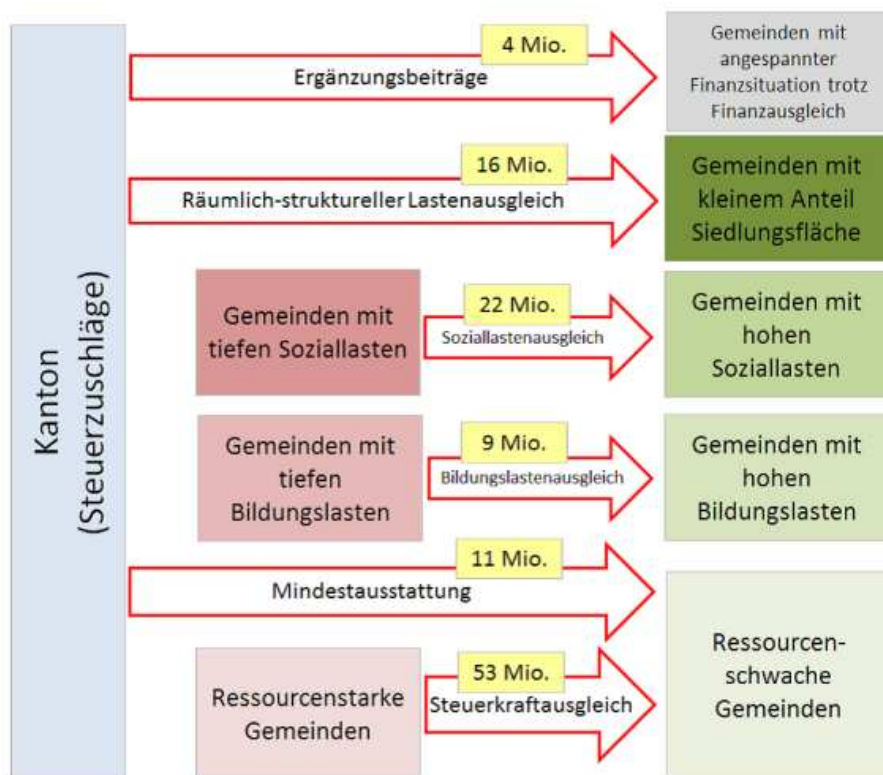 Kanton
(Steuerzuschläge)
4 Mio.
Ergänzungsbeiträge
Gemeinden mit
angespannter
Finanzsituation trotz
Finanzausgleich
16 Mio.
Räumlich-struktureller Lastenausgleich
Gemeinden mit
kleinem Anteil
Siedlungsfläche
Gemeinden mit
tiefen Soziallasten
22 Mio.
Soziallastenausgleich
Gemeinden mit
hohen
Soziallasten
Gemeinden mit
tiefen
Bildungslasten
9 Mio.
Bildungslastenausgleich
Gemeinden mit
hohen
Bildungslasten
11 Mio.
Mindestausstattung
Ressourcenstarke
Gemeinden
53 Mio.
Steuerkraftausgleich
Ressourcen-
schwache
Gemeinden